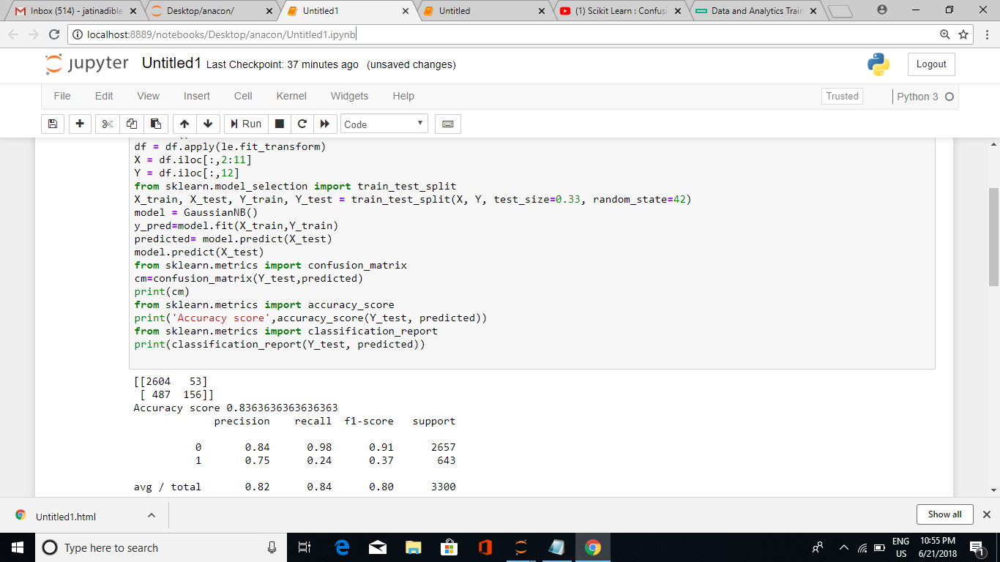 Inbox (514) - jatinadible
Desktop/anacon/
Untitled1
Untitled
(1) Scikit Learn : Confus
Data and Analytics Train
localhost:8889/notebooks/Desktop/anacon/Untitled1.ipynb
jupyter Untitled1 Last Checkpoint: 37 minutes ago (unsaved changes)
Logout
File Edit View Insert Cell Kernel Widgets Help
Trusted
Python 3
Run
Code
df = df.apply(le.fit_transform)
X = df.iloc[:,2:11]
Y = df.iloc[:,12]
from sklearn.model_selection import train_test_split
X_train, X_test, Y_train, Y_test = train_test_split(X, Y, test_size=0.33, random_state=42)
model = GaussianNB()
y_pred=model.fit(X_train,Y_train)
predicted= model.predict(X_test)
model.predict(X_test)
from sklearn.metrics import confusion_matrix
cm=confusion_matrix(Y_test,predicted)
print(cm)
from sklearn.metrics import accuracy_score
print('Accuracy score',accuracy_score(Y_test, predicted))
from sklearn.metrics import classification_report
print(classification_report(Y_test, predicted))
[[2604 53]
[ 487 156]]
Accuracy score 0.8363636363636363
precision recall f1-score support
0 0.84 0.98 0.91 2657
1 0.75 0.24 0.37 643
avg / total 0.82 0.84 0.80 3300
Untitled1.html
Show all
Type here to search
ENG
US
10:55 PM
6/21/2018
1